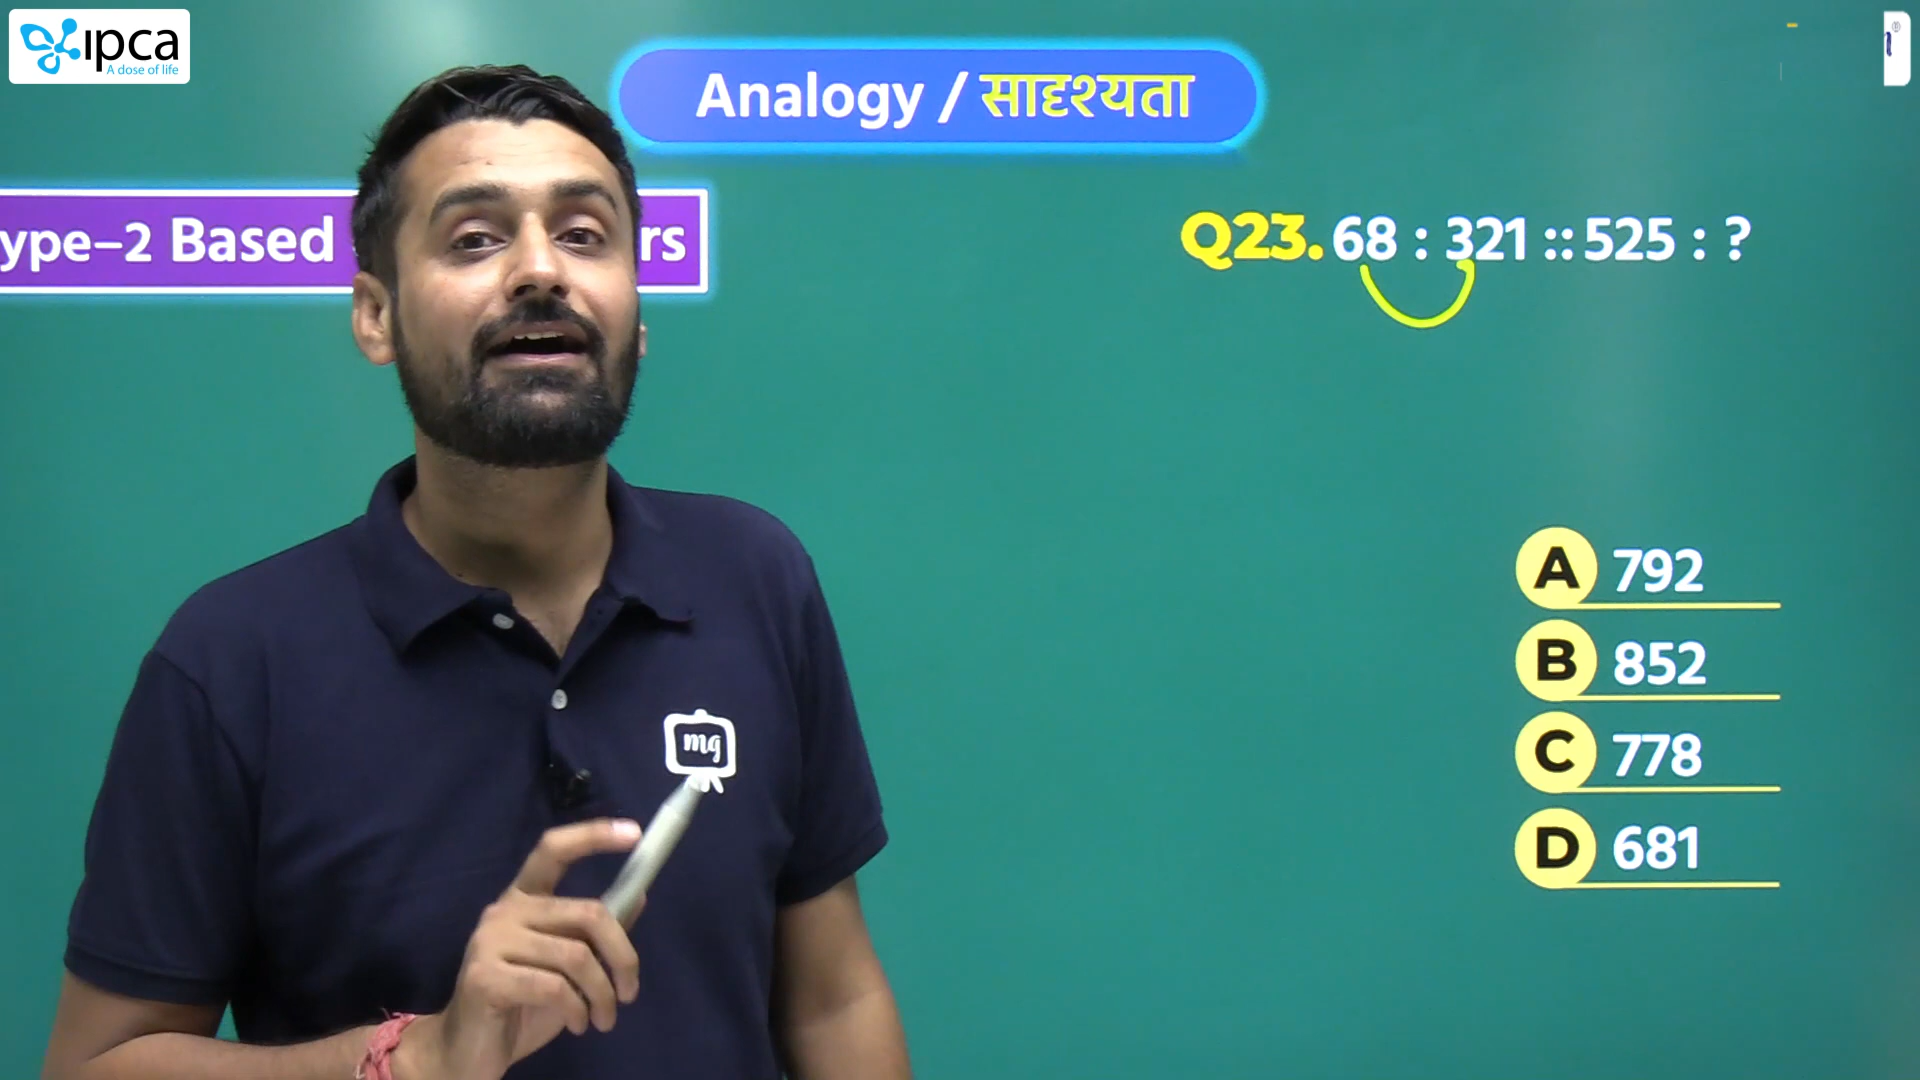 ipca
A dose of life
Analogy / सादृश्यता
ype-2 Based rs
Q23. 68 : 321 :: 525 : ?
A 792
B 852
C 778
D 681
mg